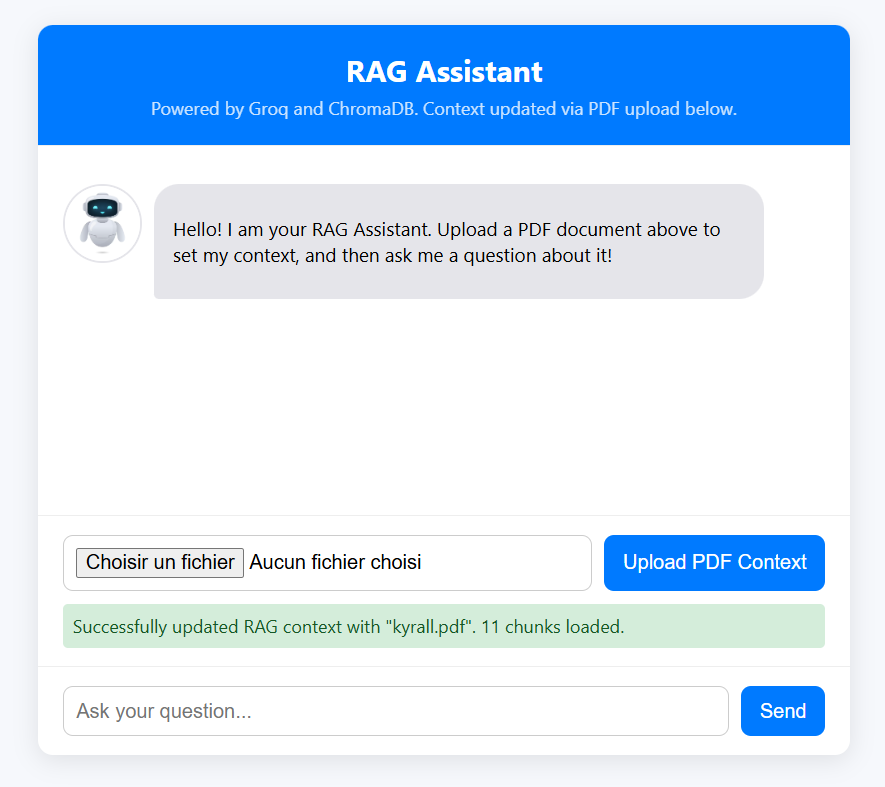 RAG Assistant
Powered by Groq and ChromaDB. Context updated via PDF upload below.
Hello! I am your RAG Assistant. Upload a PDF document above to
set my context, and then ask me a question about it!
Choisir un fichier Aucun fichier choisi
Upload PDF Context
Successfully updated RAG context with "kyrall.pdf". 11 chunks loaded.
Ask your question...
Send